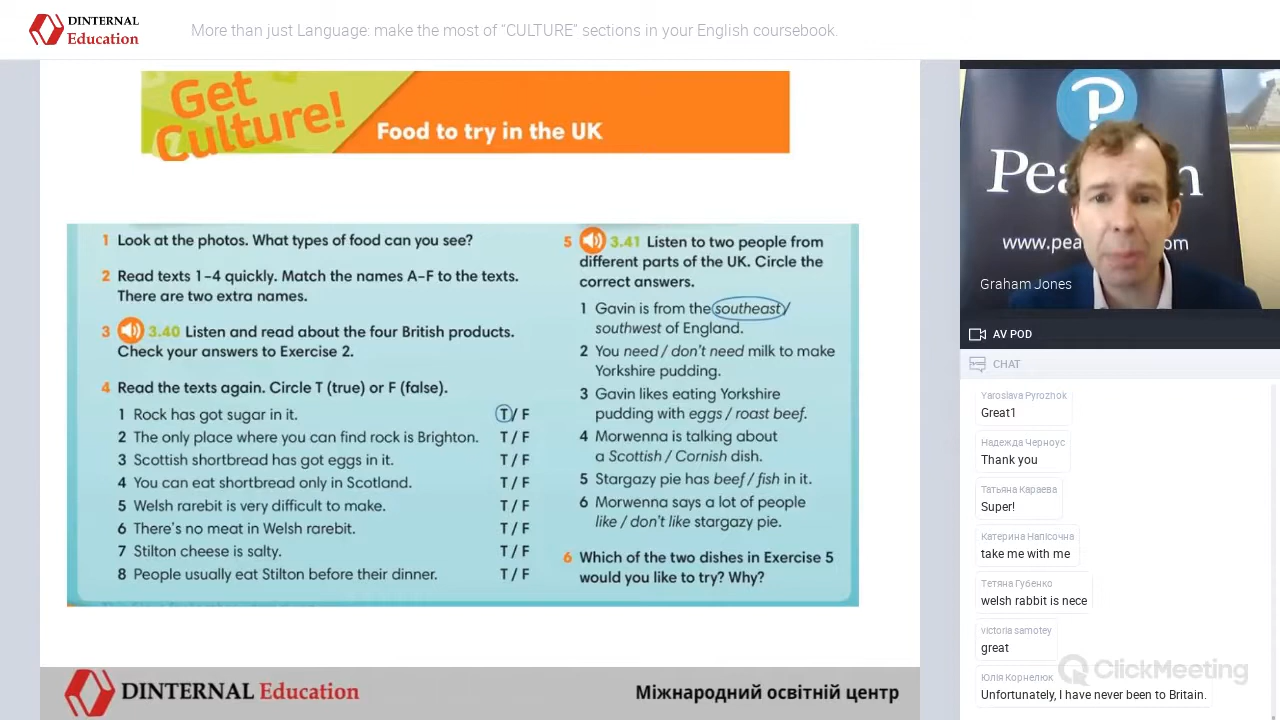 DINTERNAL
Education
More than just Language: make the most of “CULTURE” sections in your English coursebook.
Get
Culture!
Food to try in the UK
1 Look at the photos. What types of food can you see?
2 Read texts 1–4 quickly. Match the names A–F to the texts.
There are two extra names.
3 3.40 Listen and read about the four British products.
Check your answers to Exercise 2.
4 Read the texts again. Circle T (true) or F (false).
1 Rock has got sugar in it. T / F
2 The only place where you can find rock is Brighton. T / F
3 Scottish shortbread has got eggs in it. T / F
4 You can eat shortbread only in Scotland. T / F
5 Welsh rarebit is very difficult to make. T / F
6 There's no meat in Welsh rarebit. T / F
7 Stilton cheese is salty. T / F
8 People usually eat Stilton before their dinner. T / F
5 3.41 Listen to two people from
different parts of the UK. Circle the
correct answers.
1 Gavin is from the southeast /
southwest of England.
2 You need / don't need milk to make
Yorkshire pudding.
3 Gavin likes eating Yorkshire
pudding with eggs / roast beef.
4 Morwenna is talking about
a Scottish / Cornish dish.
5 Stargazy pie has beef / fish in it.
6 Morwenna says a lot of people
like / don't like stargazy pie.
6 Which of the two dishes in Exercise 5
would you like to try? Why?
DINTERNAL Education
Міжнародний освітній центр
P
www.pea om
Graham Jones
AV POD
CHAT
Yaroslava Pyrozhok
Great1
Надежда Черноус
Thank you
Татьяна Караева
Super!
Катерина Напісочна
take me with me
Тетяна Губенко
welsh rabbit is nece
victoria samotey
great
ClickMeeting
Юлія Корнелюк
Unfortunately, I have never been to Britain.